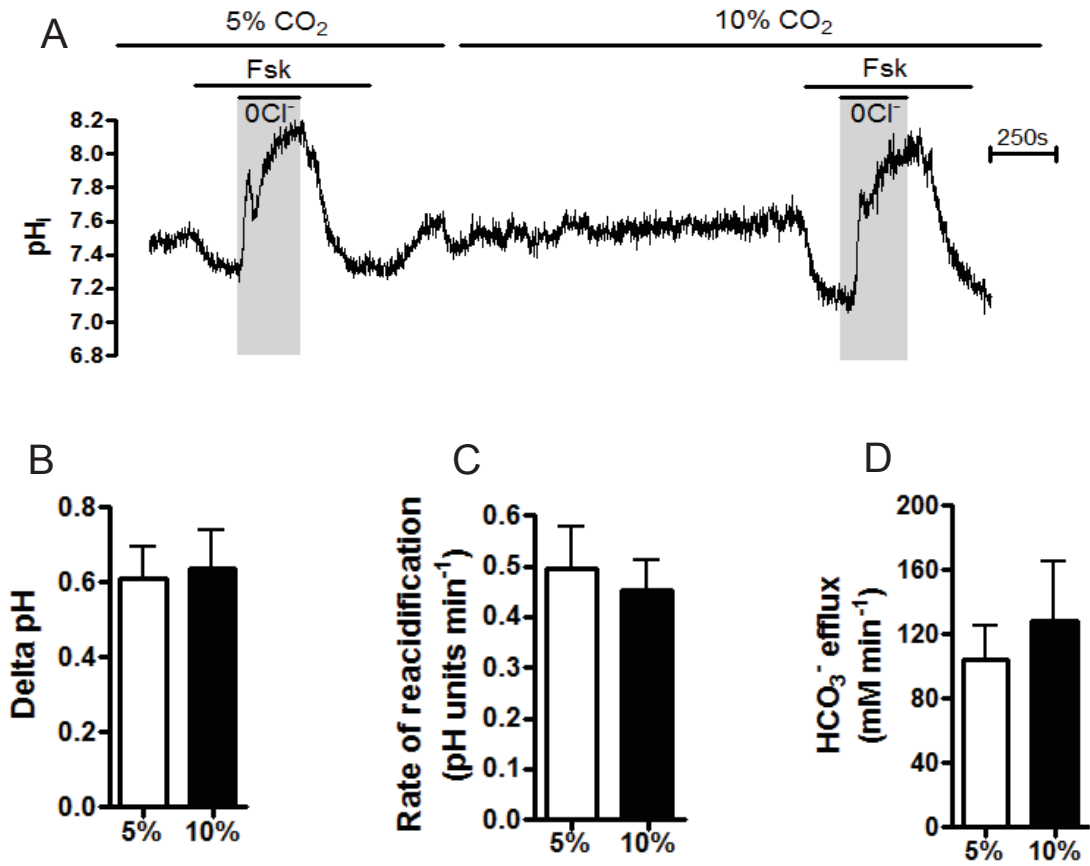 A
5% CO₂
10% CO₂
Fsk
Fsk
0Cl⁻
0Cl⁻
250s
pHᵢ
8.2
8.0
7.8
7.6
7.4
7.2
7.0
6.8
B
Delta pH
0.8
0.6
0.4
0.2
0.0
5% 10%
C
Rate of reacidification
(pH units min⁻¹)
0.6
0.5
0.4
0.3
0.2
0.1
0.0
5% 10%
D
HCO₃⁻ efflux
(mM min⁻¹)
200
160
120
80
40
0
5% 10%